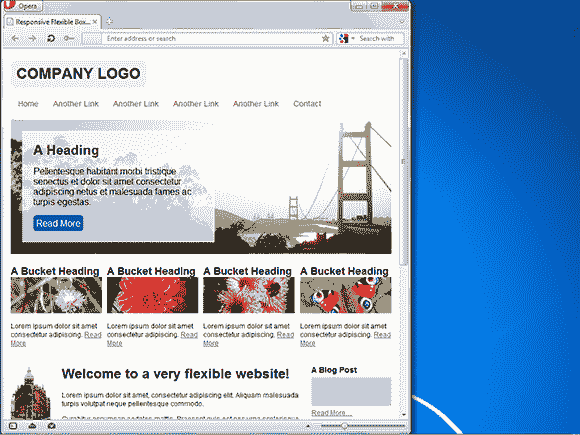 Opera
Responsive Flexible Box...
Enter address or search
Search with
COMPANY LOGO
Home Another Link Another Link Another Link Another Link Contact
A Heading
Pellentesque habitant morbi tristique
senectus et dolor sit amet consectetur
adipiscing netus et malesuada fames ac
turpis egestas.
Read More
A Bucket Heading A Bucket Heading A Bucket Heading A Bucket Heading
Lorem ipsum dolor sit amet
consectetur adipiscing. Read
More
Lorem ipsum dolor sit amet
consectetur adipiscing. Read
More
Lorem ipsum dolor sit amet
consectetur adipiscing. Read
More
Lorem ipsum dolor sit amet
consectetur adipiscing. Read
More
Welcome to a very flexible website!
Lorem ipsum dolor sit amet, consectetur adipiscing elit. Aliquam malesuada
turpis volutpat neque pellentesque commodo.
A Blog Post
Read More...